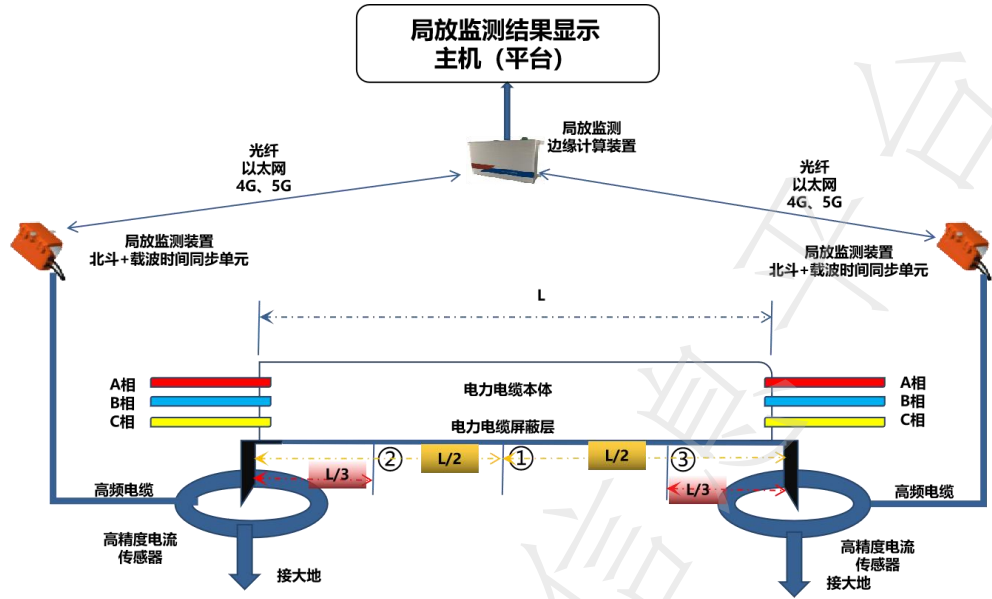 局放监测结果显示
主机（平台）
局放监测
边缘计算装置
光纤
以太网
4G、5G
光纤
以太网
4G、5G
局放监测装置
北斗+载波时间同步单元
局放监测装置
北斗+载波时间同步单元
L
A相
B相
C相
电力电缆本体
电力电缆屏蔽层
A相
B相
C相
②
L/2
①
L/2
③
L/3
L/3
高频电缆
高频电缆
高精度电流
传感器
接大地
高精度电流
传感器
接大地
信息平台